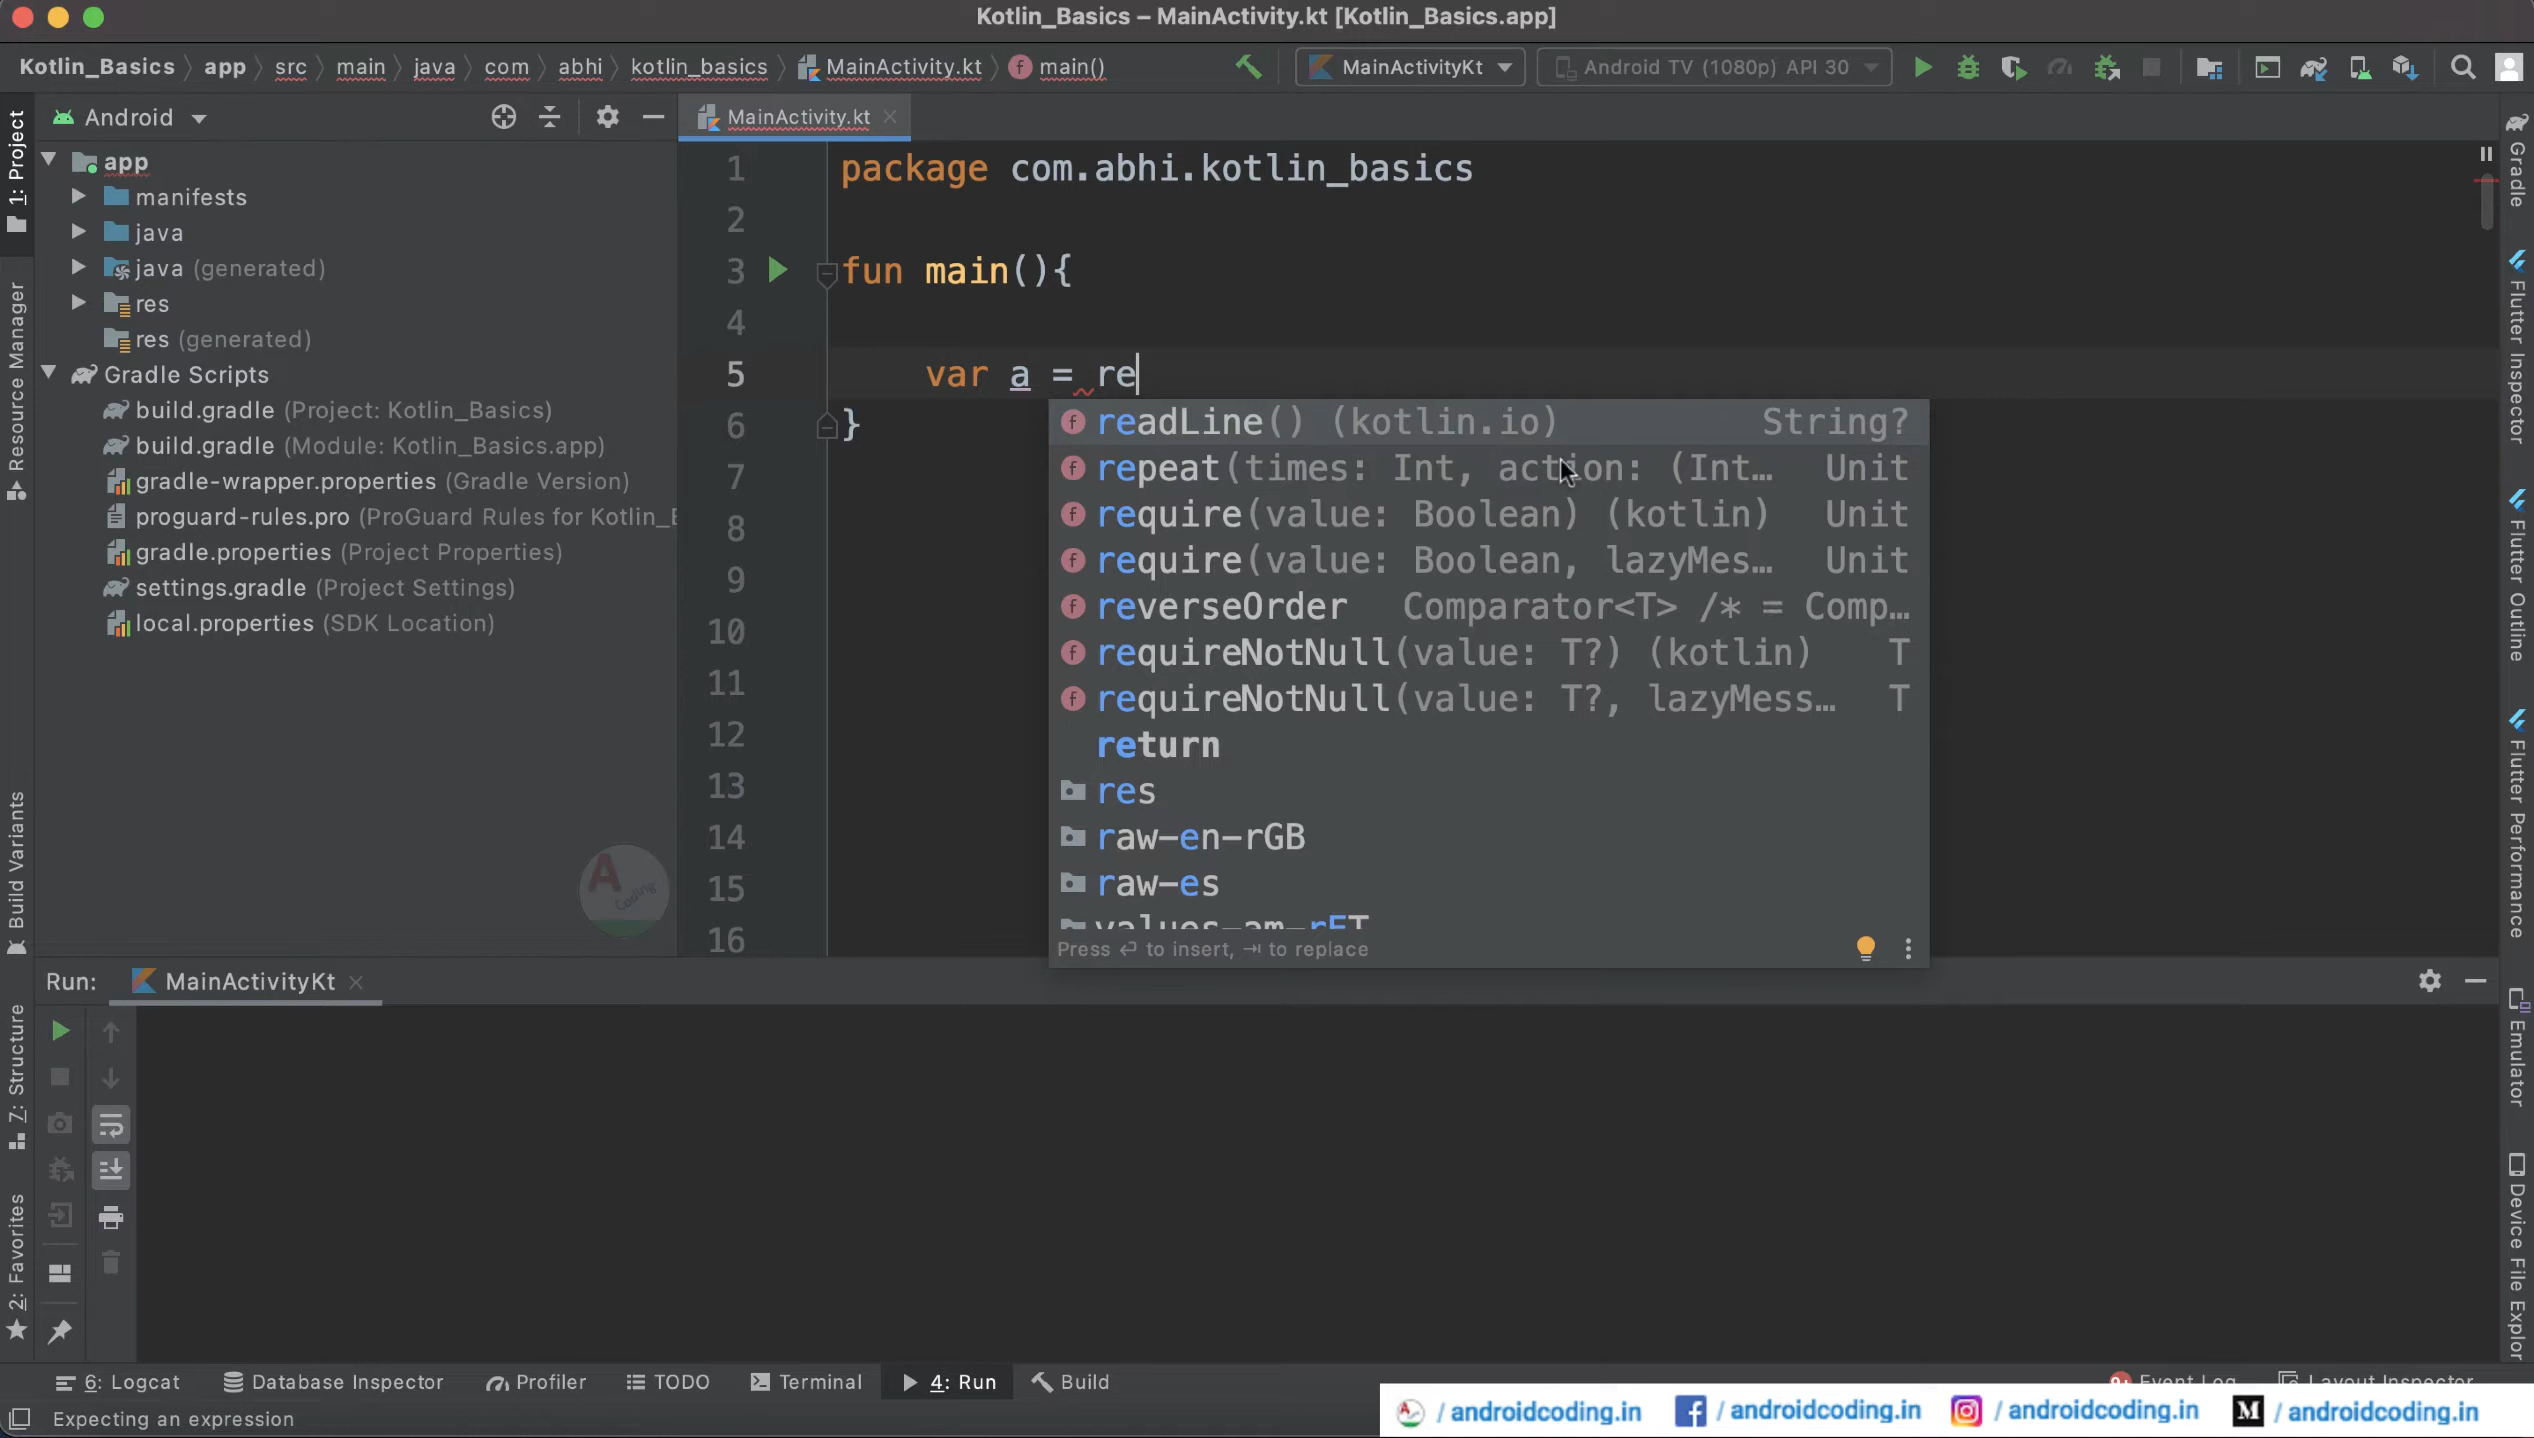 Kotlin_Basics – MainActivity.kt [Kotlin_Basics.app]
Kotlin_Basics app src main java com abhi kotlin_basics MainActivity.kt main() MainActivityKt Android TV (1080p) API 30
1: Project
Resource Manager
Build Variants
7: Structure
2: Favorites
Android
app
manifests
java
java (generated)
res
res (generated)
Gradle Scripts
build.gradle (Project: Kotlin_Basics)
build.gradle (Module: Kotlin_Basics.app)
gradle-wrapper.properties (Gradle Version)
proguard-rules.pro (ProGuard Rules for Kotlin_
gradle.properties (Project Properties)
settings.gradle (Project Settings)
local.properties (SDK Location)
A Coding
MainActivity.kt
1 package com.abhi.kotlin_basics
2
3 fun main(){
4
5 var a = re
6 }
7
8
9
10
11
12
13
14
15
16
readLine() (kotlin.io) String?
repeat(times: Int, action: (Int… Unit
require(value: Boolean) (kotlin) Unit
require(value: Boolean, lazyMes… Unit
reverseOrder Comparator<T> /* = Comp…
requireNotNull(value: T?) (kotlin) T
requireNotNull(value: T?, lazyMess… T
return
res
raw-en-rGB
raw-es
values-am-rET
Press ⏎ to insert, ⇥ to replace
Gradle
Flutter Inspector
Flutter Outline
Flutter Performance
Emulator
Device File Explor
Run: MainActivityKt
6: Logcat Database Inspector Profiler TODO Terminal 4: Run Build Event Log Layout Inspector
Expecting an expression
/ androidcoding.in / androidcoding.in / androidcoding.in / androidcoding.in